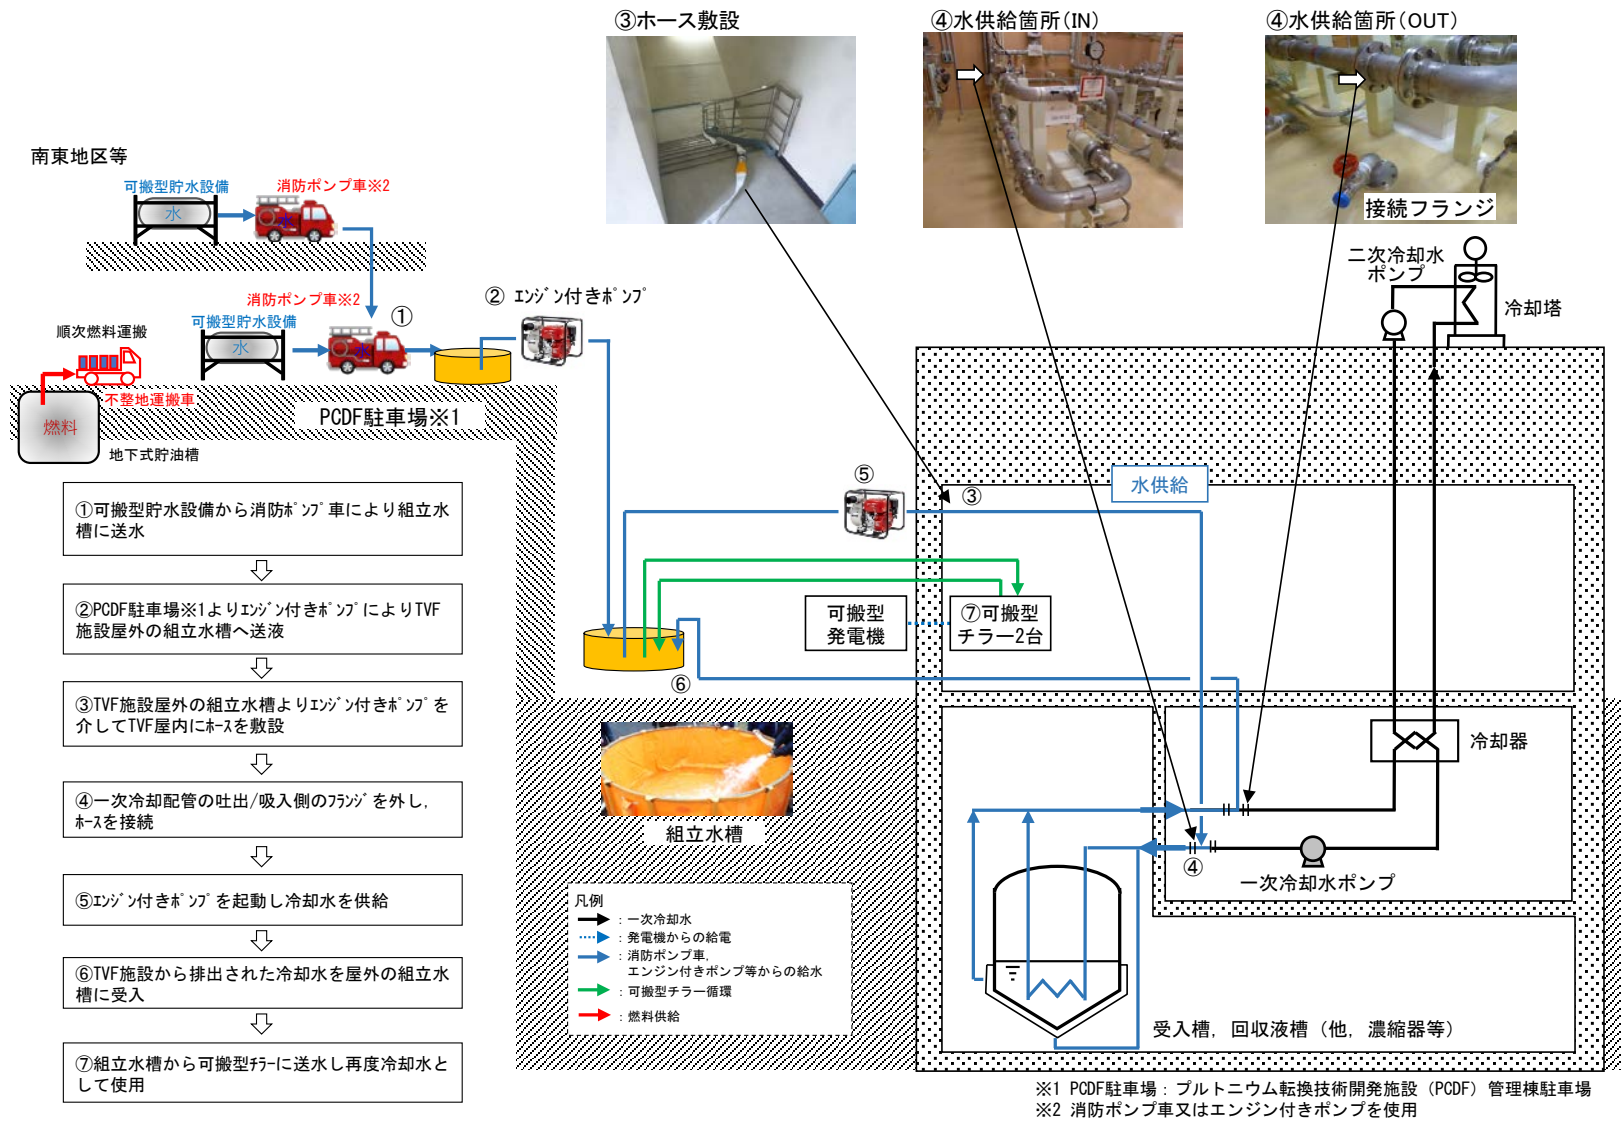 ③ホース敷設
④水供給箇所(IN)
④水供給箇所(OUT)
接続フランジ
南東地区等
可搬型貯水設備
消防ポンプ車※2
水
水
消防ポンプ車※2
可搬型貯水設備
①
水
水
② ｴﾝｼﾞﾝ付きﾎﾟﾝﾌﾟ
順次燃料運搬
不整地運搬車
燃料
地下式貯油槽
PCDF駐車場※1
二次冷却水
ポンプ
冷却塔
①可搬型貯水設備から消防ﾎﾟﾝﾌﾟ車により組立水
槽に送水
②PCDF駐車場※1よりｴﾝｼﾞﾝ付きﾎﾟﾝﾌﾟによりTVF
施設屋外の組立水槽へ送液
③TVF施設屋外の組立水槽よりｴﾝｼﾞﾝ付きﾎﾟﾝﾌﾟを
介してTVF屋内にﾎｰｽを敷設
④一次冷却配管の吐出/吸入側のﾌﾗﾝｼﾞを外し，
ﾎｰｽを接続
⑤ｴﾝｼﾞﾝ付きﾎﾟﾝﾌﾟを起動し冷却水を供給
⑥TVF施設から排出された冷却水を屋外の組立水
槽に受入
⑦組立水槽から可搬型ﾁﾗｰに送水し再度冷却水と
して使用
⑤
③
水供給
可搬型
発電機
⑦可搬型
チラー2台
⑥
組立水槽
冷却器
④
一次冷却水ポンプ
受入槽，回収液槽（他，濃縮器等）
凡例
：一次冷却水
：発電機からの給電
：消防ポンプ車，
エンジン付きポンプ等からの給水
：可搬型チラー循環
：燃料供給
※1 PCDF駐車場：プルトニウム転換技術開発施設（PCDF）管理棟駐車場
※2 消防ポンプ車又はエンジン付きポンプを使用